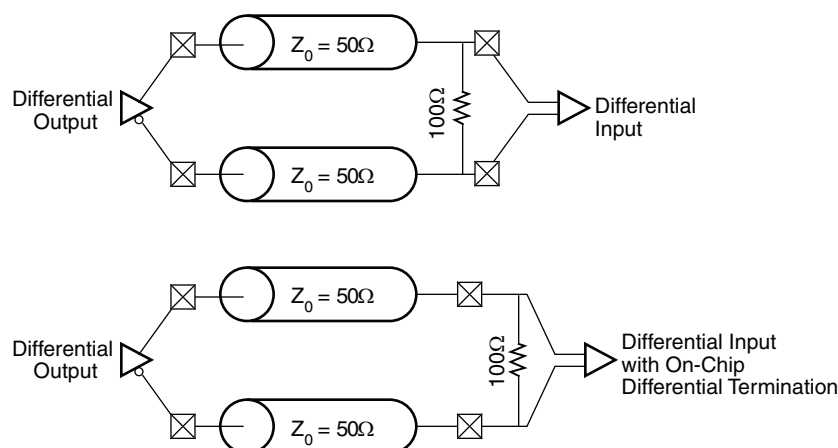 Z0 = 50Ω
Differential
Output
100Ω
Differential
Input
Z0 = 50Ω
Z0 = 50Ω
Differential
Output
100Ω
Differential Input
with On-Chip
Differential Termination
Z0 = 50Ω